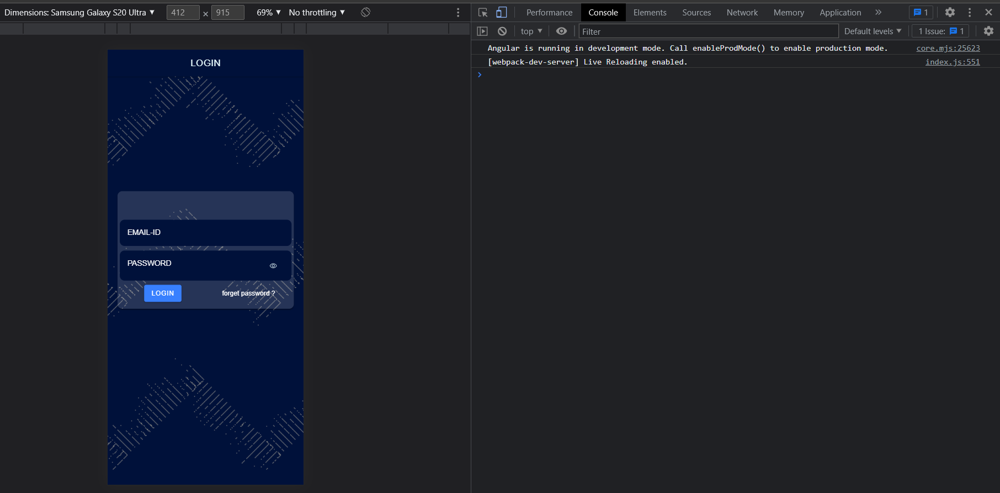 Dimensions: Samsung Galaxy S20 Ultra ▼ 412 × 915 69% ▼ No throttling ▼
LOGIN
EMAIL-ID
PASSWORD
LOGIN forget password ?
Performance Console Elements Sources Network Memory Application » 1
top ▼ Filter Default levels ▼ 1 Issue: 1
Angular is running in development mode. Call enableProdMode() to enable production mode. core.mjs:25623
[webpack-dev-server] Live Reloading enabled. index.js:551